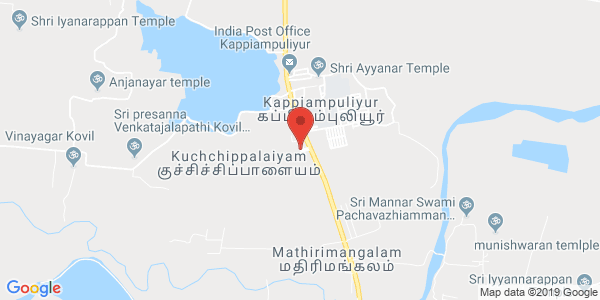 Shri Iyanarappan Temple
India Post Office
Kappiampuliyur
Shri Ayyanar Temple
Anjanayar temple
Kappiampuliyur
Sri presanna
Venkatajalapathi Kovil...
Vinayagar Kovil
Kuchchippalaiyam
குச்சிச்சிப்பாளையம்
Sri Mannar Swami
Pachavazhiamman...
Mathirimangalam
மதிரிமங்கலம்
munishwaran temlple
Sri Iyyannarappan
Google
Map data ©2019 Google